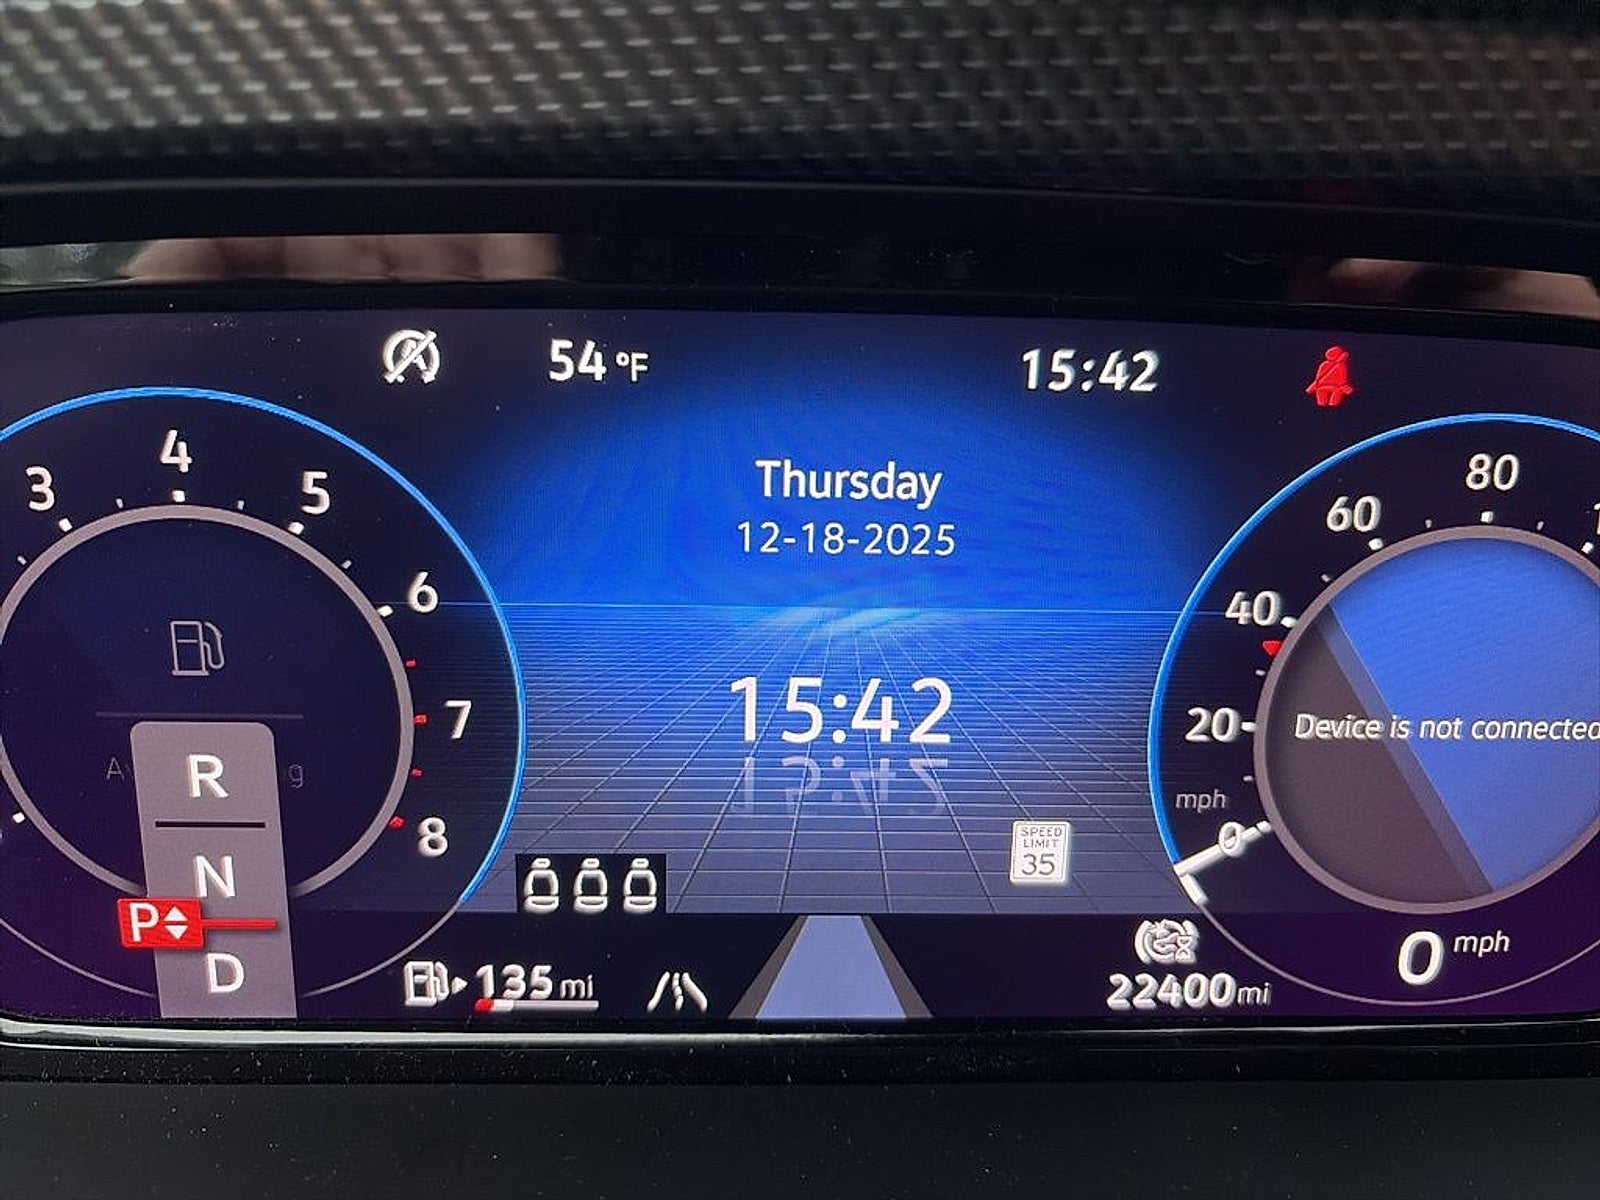 54 °F
15:42
Thursday
12-18-2025
3
4
5
6
7
8
80
60
40
20
0
mph
15:42
Device is not connected
R
N
P
D
SPEED
LIMIT
35
135 mi
22400 mi
0 mph